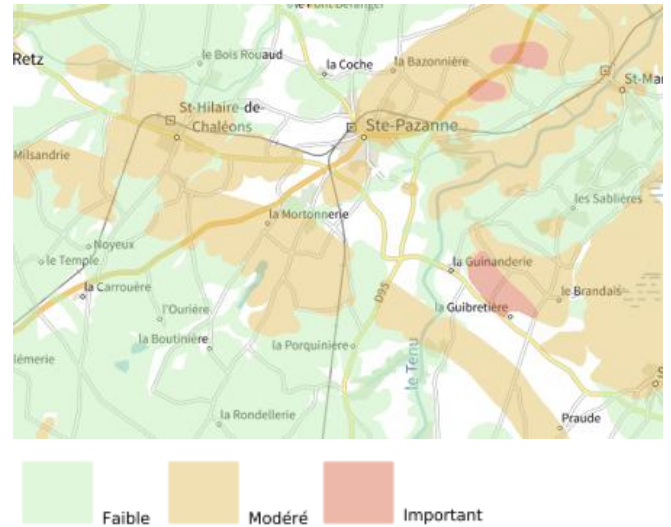 Retz
le Bois Rouaud
la Coche
la Bazonnière
St-Hilaire-de-
Chaléons
Ste-Pazanne
St-Mar
Milsandrie
les Sablières
la Mortonnerie
Noyeux
le Temple
la Guinanderie
la Carrouère
le Brandais
D95
l'Ourière
la Guibretière
la Boutinière
la Porquinière
le Tenu
lémerie
la Rondellerie
Praude
Faible
Modéré
Important